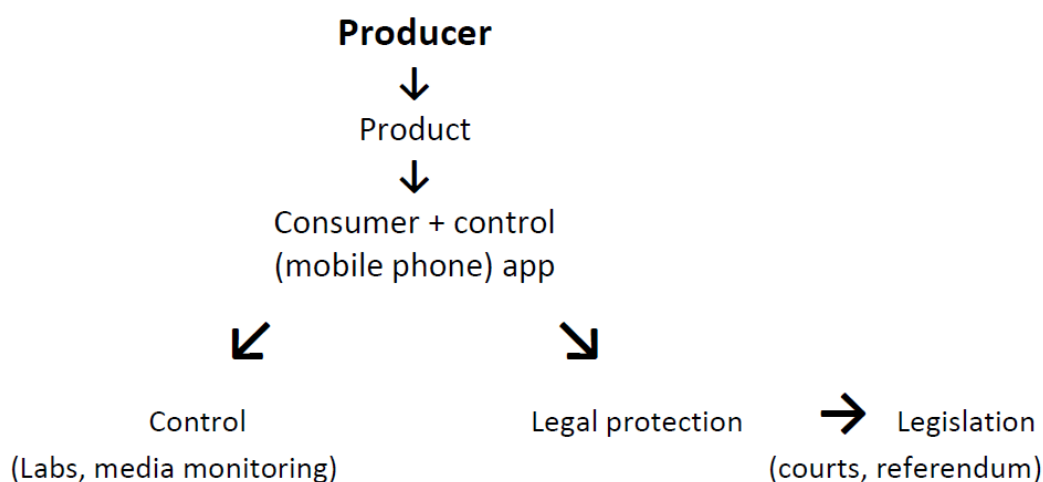 Producer
↓
Product
↓
Consumer + control
(mobile phone) app
↙ ↘
Control Legal protection → Legislation
(Labs, media monitoring) (courts, referendum)